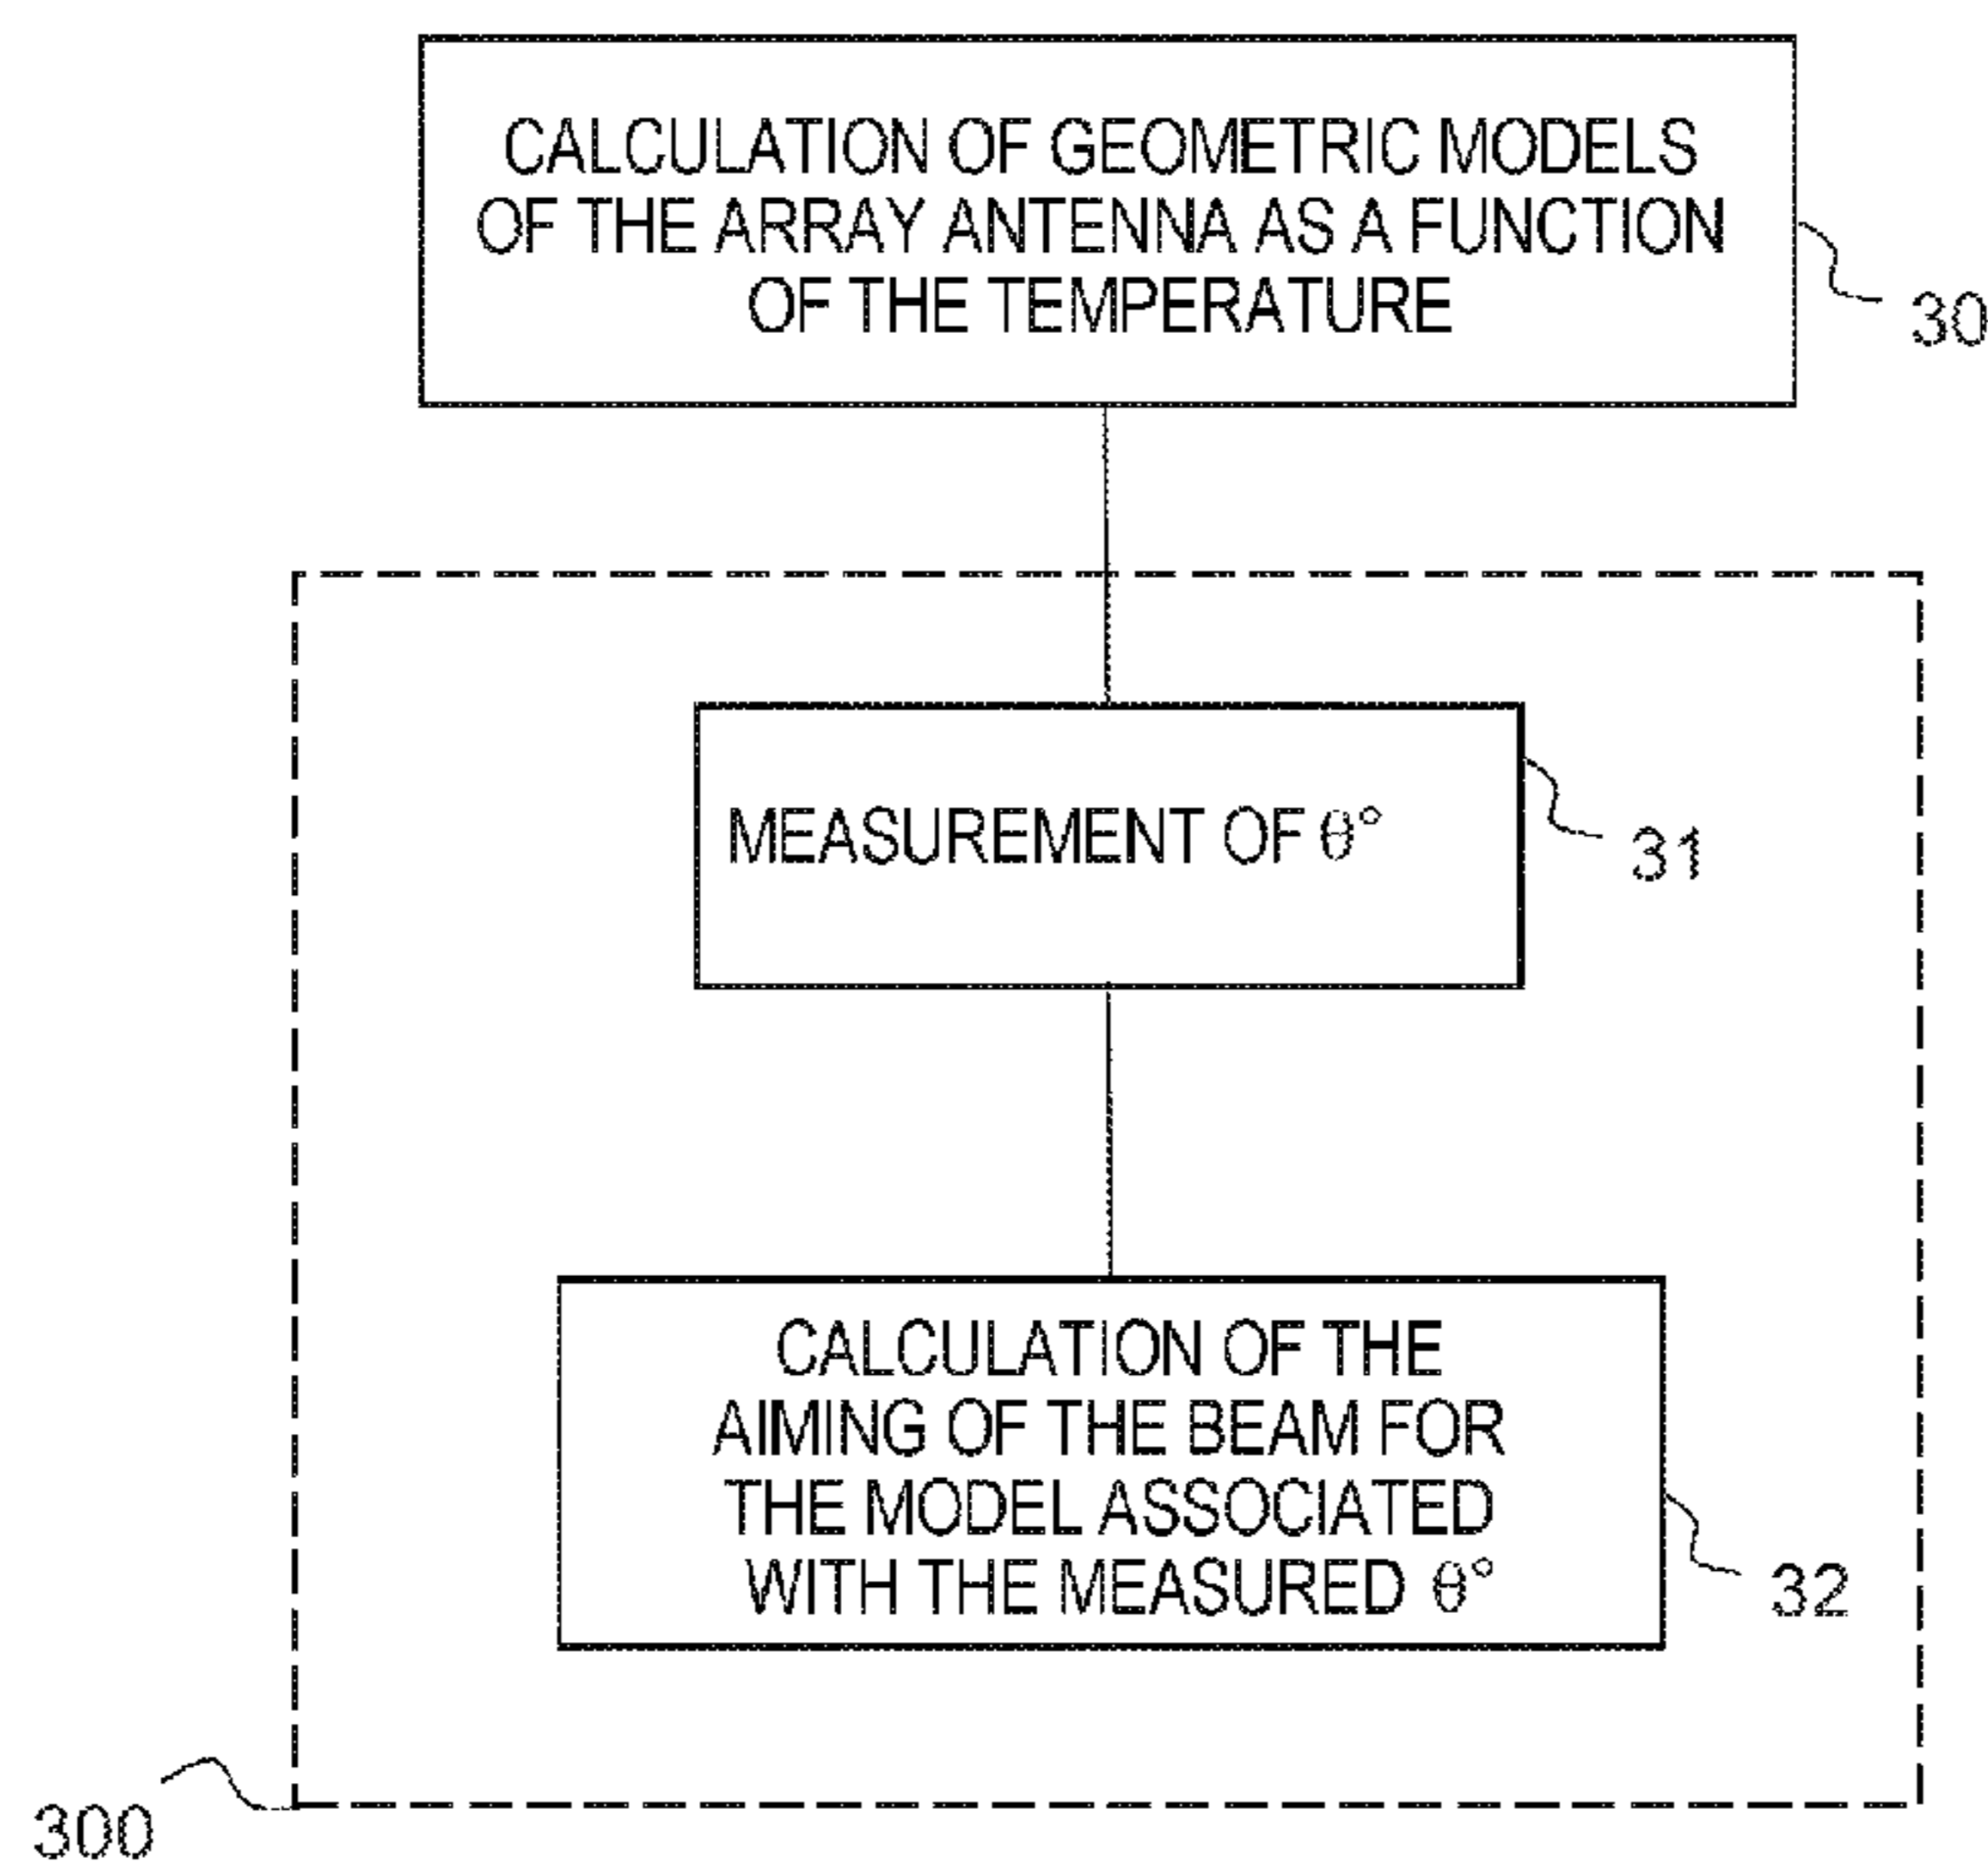 CALCULATION OF GEOMETRIC MODELS
OF THE ARRAY ANTENNA AS A FUNCTION
OF THE TEMPERATURE
30
MEASUREMENT OF θ°
31
CALCULATION OF THE
AIMING OF THE BEAM FOR
THE MODEL ASSOCIATED
WITH THE MEASURED θ°
32
300